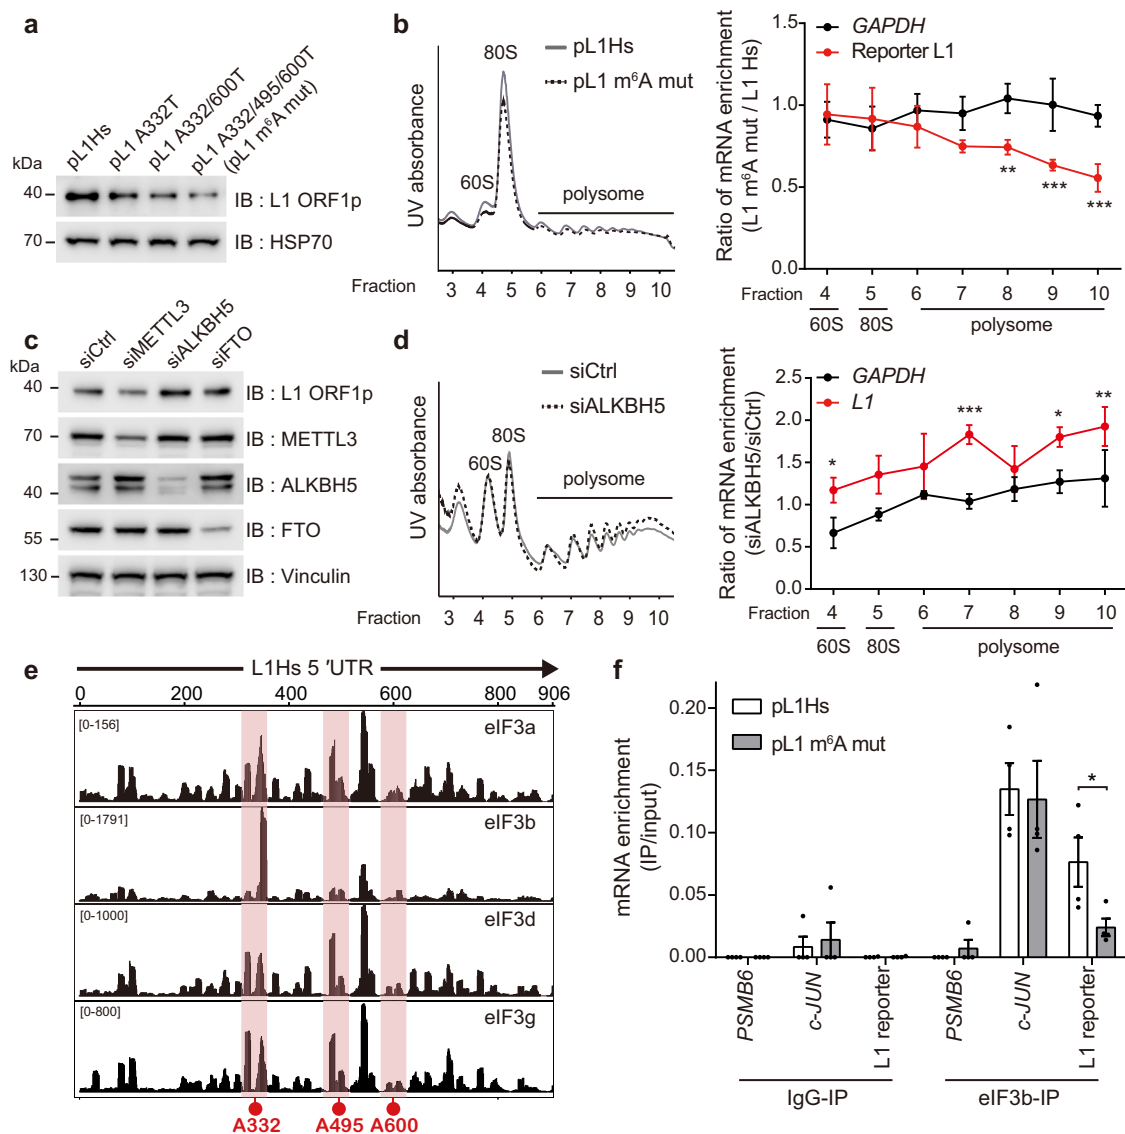 a
pL1Hs
pL1 A332T
pL1 A332/600T
pL1 A332/495/600T
(pL1 m⁶A mut)
kDa
40
IB : L1 ORF1p
70
IB : HSP70
b
UV absorbance
80S
60S
pL1Hs
pL1 m⁶A mut
polysome
Fraction
3 4 5 6 7 8 9 10
Ratio of mRNA enrichment
(L1 m⁶A mut / L1 Hs)
1.5
1.0
0.5
0.0
GAPDH
Reporter L1
**
***
***
Fraction
4 5 6 7 8 9 10
60S 80S polysome
c
siCtrl
siMETTL3
siALKBH5
siFTO
kDa
40
IB : L1 ORF1p
70
IB : METTL3
40
IB : ALKBH5
55
IB : FTO
130
IB : Vinculin
d
UV absorbance
60S
80S
siCtrl
siALKBH5
polysome
Fraction
3 4 5 6 7 8 9 10
Ratio of mRNA enrichment
(siALKBH5/siCtrl)
2.5
2.0
1.5
1.0
0.5
0.0
GAPDH
L1
*
***
*
**
Fraction
4 5 6 7 8 9 10
60S 80S polysome
e
L1Hs 5 ′UTR
0 200 400 600 906
[0-156]
eIF3a
[0-1791]
eIF3b
[0-1000]
eIF3d
[0-800]
eIF3g
A332 A495 A600
f
mRNA enrichment
(IP/input)
0.20
0.15
0.10
0.05
0.00
pL1Hs
pL1 m⁶A mut
*
PSMB6
c-JUN
L1 reporter
PSMB6
c-JUN
L1 reporter
IgG-IP
eIF3b-IP